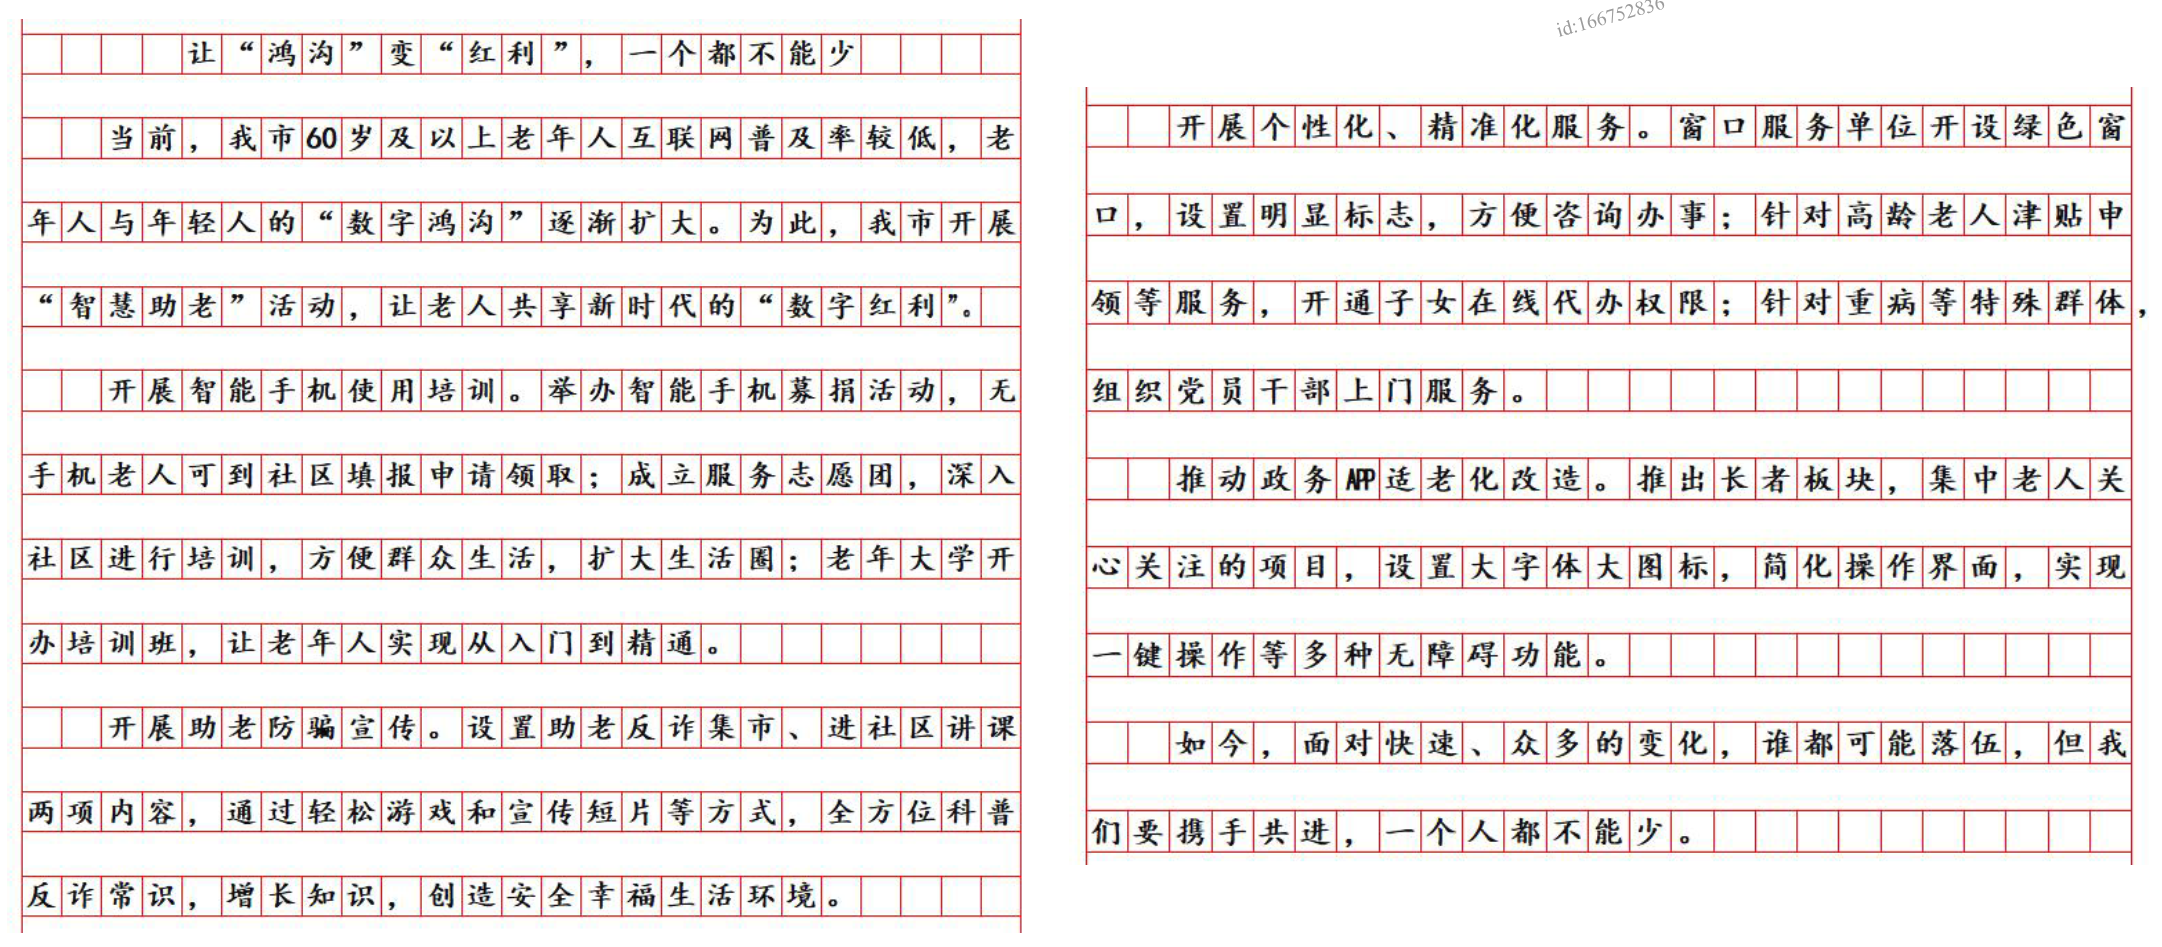 让“鸿沟”变“红利”，一个都不能少
当前，我市60岁及以上老年人互联网普及率较低，老
年人与年轻人的“数字鸿沟”逐渐扩大。为此，我市开展
“智慧助老”活动，让老人共享新时代的“数字红利”。
开展智能手机使用培训。举办智能手机募捐活动，无
手机老人可到社区填报申请领取；成立服务志愿团，深入
社区进行培训，方便群众生活，扩大生活圈；老年大学开
办培训班，让老年人实现从入门到精通。
开展助老防骗宣传。设置助老反诈集市、进社区讲课
两项内容，通过轻松游戏和宣传短片等方式，全方位科普
反诈常识，增长知识，创造安全幸福生活环境。
id:166752836
开展个性化、精准化服务。窗口服务单位开设绿色窗
口，设置明显标志，方便咨询办事；针对高龄老人津贴申
领等服务，开通子女在线代办权限；针对重病等特殊群体，
组织党员干部上门服务。
推动政务APP适老化改造。推出长者板块，集中老人关
心关注的项目，设置大字体大图标，简化操作界面，实现
一键操作等多种无障碍功能。
如今，面对快速、众多的变化，谁都可能落伍，但我
们要携手共进，一个人都不能少。